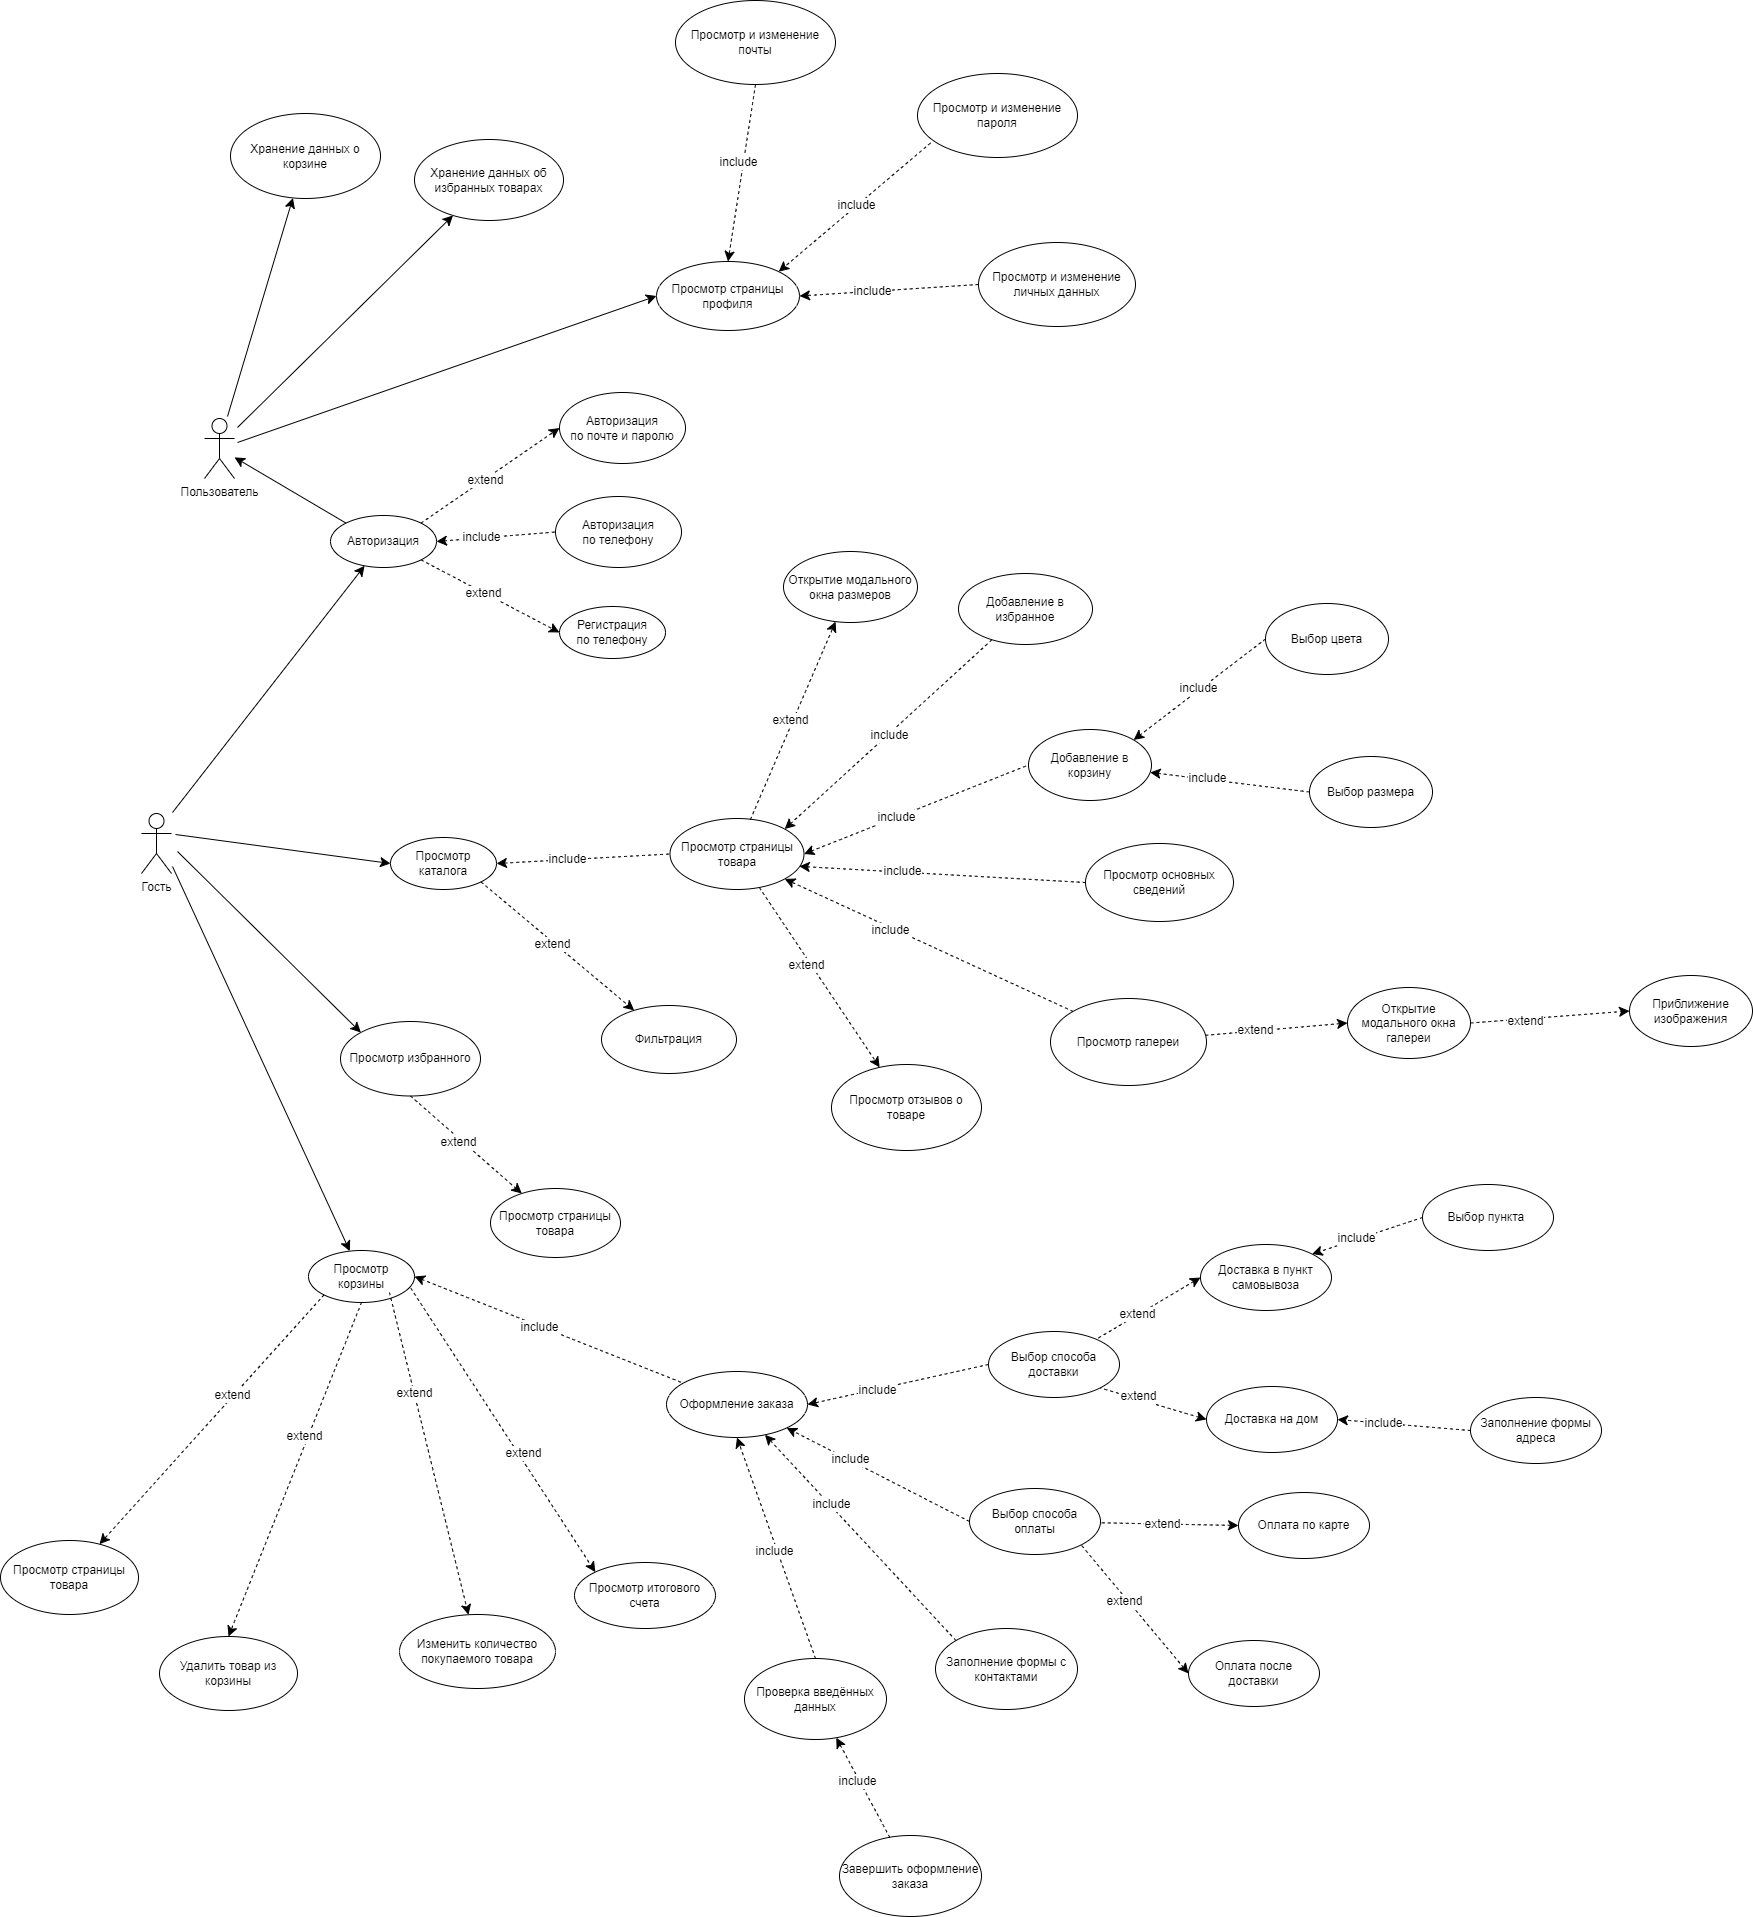 Просмотр и изменение
почты
Просмотр и изменение
пароля
include
Хранение данных о
корзине
Хранение данных об
избранных товарах
include
Просмотр страницы
профиля
include
Просмотр и изменение
личных данных
Пользователь
Авторизация
по почте и паролю
extend
Авторизация
include
Авторизация
по телефону
extend
Регистрация
по телефону
Открытие модального
окна размеров
Добавление в
избранное
Выбор цвета
include
extend
include
Добавление в
корзину
include
Выбор размера
include
Гость
Просмотр
каталога
include
Просмотр страницы
товара
include
Просмотр основных
сведений
extend
include
extend
Фильтрация
Просмотр избранного
Просмотр галереи
extend
Открытие
модального окна
галереи
extend
Приближение
изображения
Просмотр отзывов о
товаре
extend
Просмотр страницы
товара
Выбор пункта
include
Доставка в пункт
самовывоза
Просмотр
корзины
include
extend
Выбор способа
доставки
extend
extend
extend
extend
extend
include
Оформление заказа
extend
Доставка на дом
include
Заполнение формы
адреса
include
include
include
Выбор способа
оплаты
extend
Оплата по карте
extend
Просмотр страницы
товара
Удалить товар из
корзины
Изменить количество
покупаемого товара
Просмотр итогового
счета
Проверка введённых
данных
Заполнение формы с
контактами
Оплата после
доставки
include
Завершить оформление
заказа